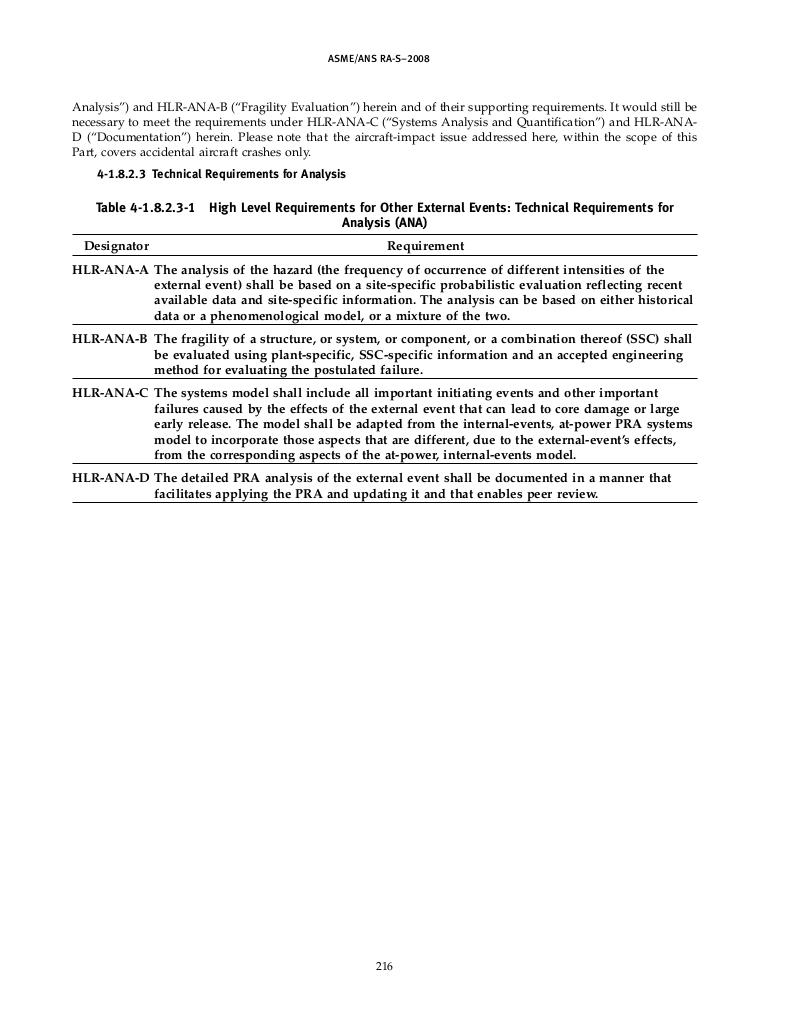 ASME/ANS RA-S–2008
Analysis”) and HLR-ANA-B (“Fragility Evaluation”) herein and of their supporting requirements. It would still be
necessary to meet the requirements under HLR-ANA-C (“Systems Analysis and Quantification”) and HLR-ANA-
D (“Documentation”) herein. Please note that the aircraft-impact issue addressed here, within the scope of this
Part, covers accidental aircraft crashes only.
4-1.8.2.3 Technical Requirements for Analysis
Table 4-1.8.2.3-1 High Level Requirements for Other External Events: Technical Requirements for
Analysis (ANA)
Designator Requirement
HLR-ANA-A The analysis of the hazard (the frequency of occurrence of different intensities of the
external event) shall be based on a site-specific probabilistic evaluation reflecting recent
available data and site-specific information. The analysis can be based on either historical
data or a phenomenological model, or a mixture of the two.
HLR-ANA-B The fragility of a structure, or system, or component, or a combination thereof (SSC) shall
be evaluated using plant-specific, SSC-specific information and an accepted engineering
method for evaluating the postulated failure.
HLR-ANA-C The systems model shall include all important initiating events and other important
failures caused by the effects of the external event that can lead to core damage or large
early release. The model shall be adapted from the internal-events, at-power PRA systems
model to incorporate those aspects that are different, due to the external-event’s effects,
from the corresponding aspects of the at-power, internal-events model.
HLR-ANA-D The detailed PRA analysis of the external event shall be documented in a manner that
facilitates applying the PRA and updating it and that enables peer review.
216